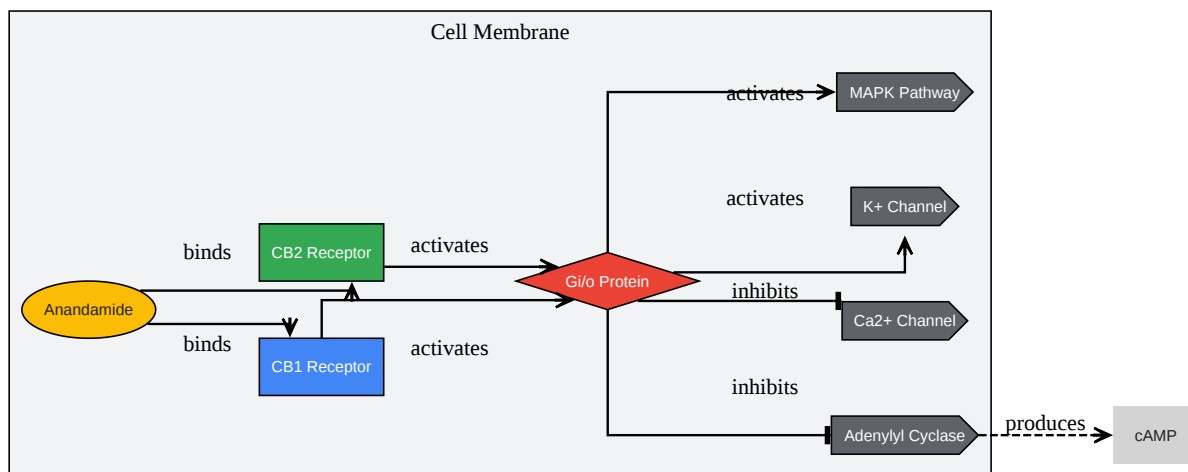 Cell Membrane
activates
MAPK Pathway
activates
K+ Channel
binds
CB2 Receptor
activates
Gi/o Protein
inhibits
Anandamide
Ca2+ Channel
binds
CB1 Receptor
activates
inhibits
Adenylyl Cyclase
produces
cAMP